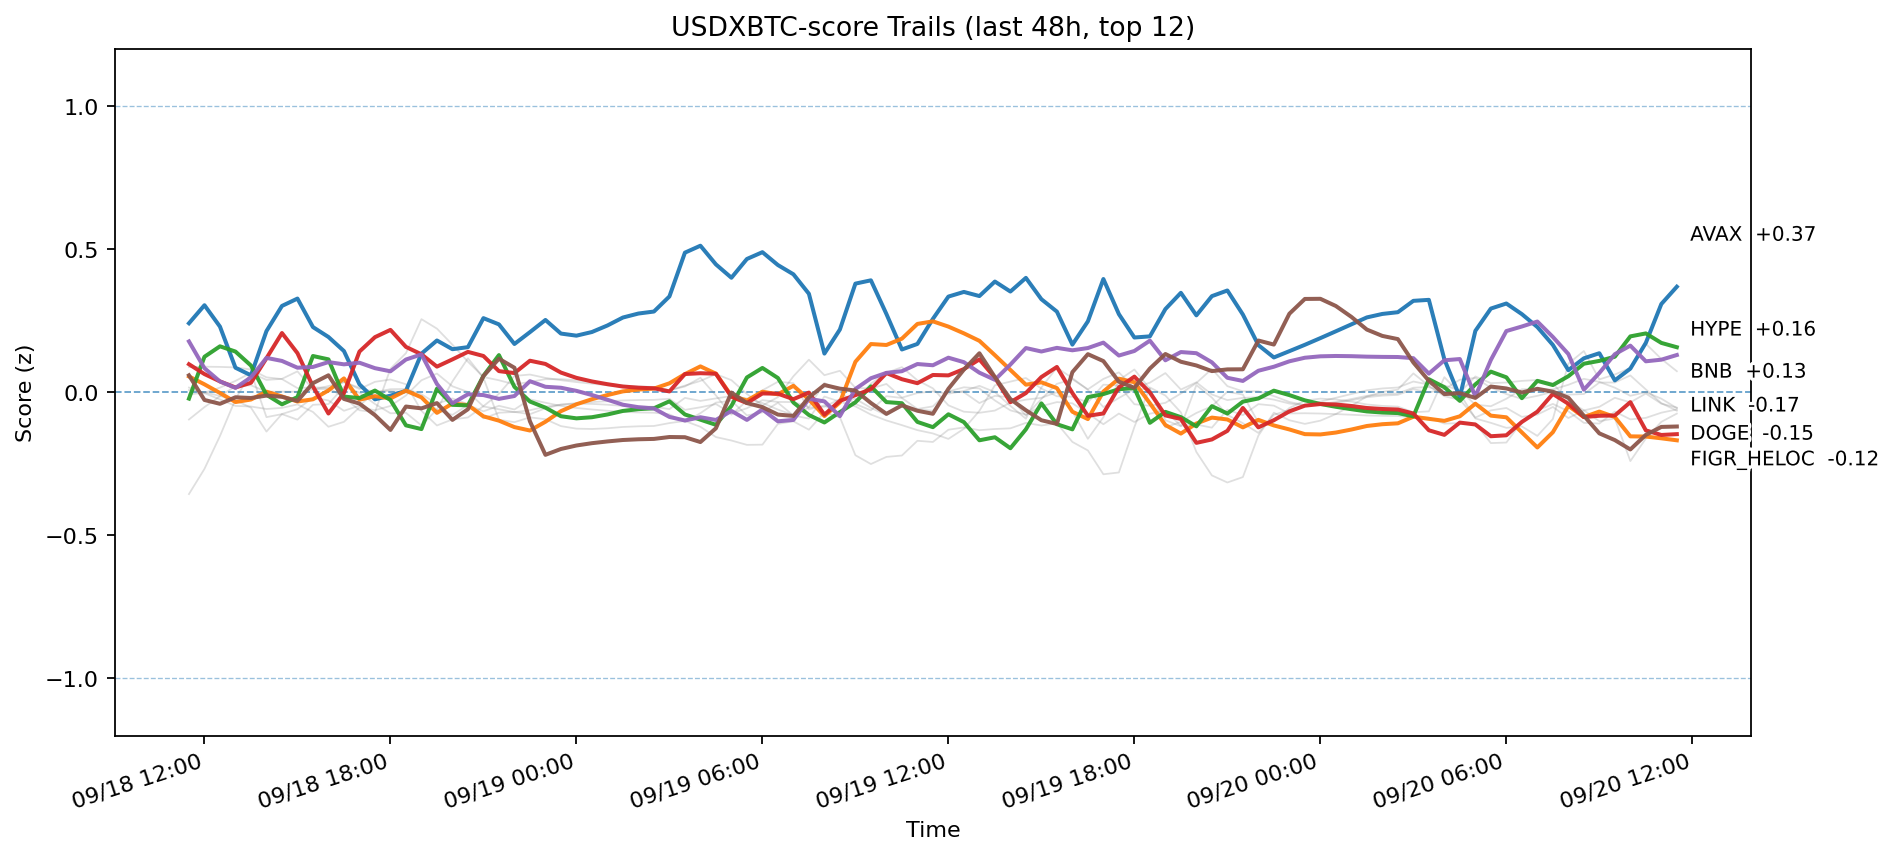 USDXBTC-score Trails (last 48h, top 12)
Score (z)
1.0
0.5
0.0
−0.5
−1.0
AVAX +0.37
HYPE +0.16
BNB +0.13
LINK -0.17
DOGE -0.15
FIGR_HELOC -0.12
09/18 12:00
09/18 18:00
09/19 00:00
09/19 06:00
09/19 12:00
09/19 18:00
09/20 00:00
09/20 06:00
09/20 12:00
Time